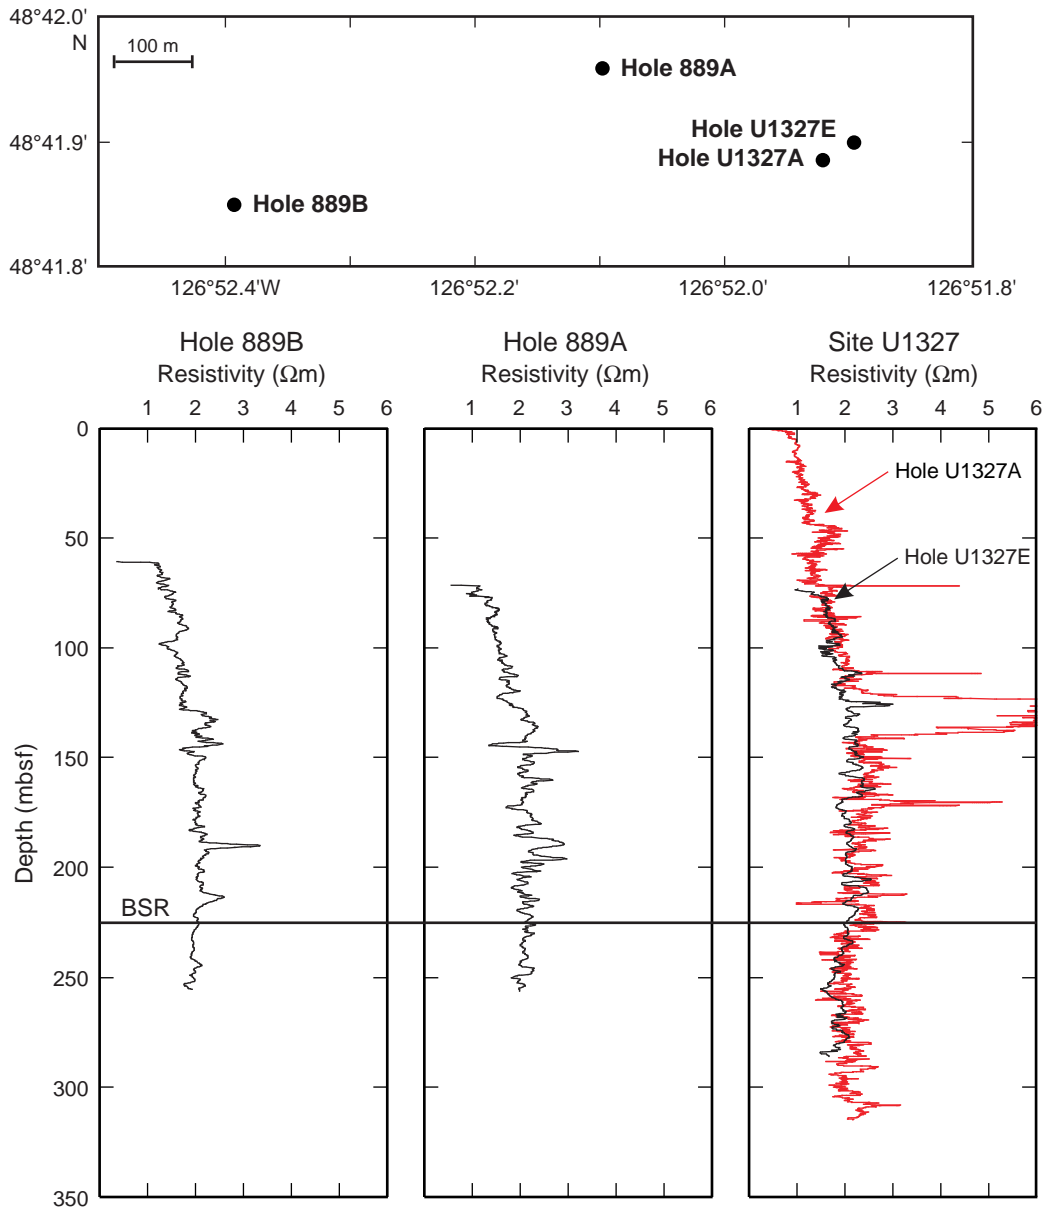 48°42.0'
N
100 m
Hole 889A
48°41.9'
Hole U1327E
Hole U1327A
Hole 889B
48°41.8'
126°52.4'W 126°52.2' 126°52.0' 126°51.8'
Hole 889B Hole 889A Site U1327
Resistivity (Ωm) Resistivity (Ωm) Resistivity (Ωm)
1 2 3 4 5 6 1 2 3 4 5 6 1 2 3 4 5 6
0
Hole U1327A
50
Hole U1327E
100
150
Depth (mbsf)
200
BSR
250
300
350